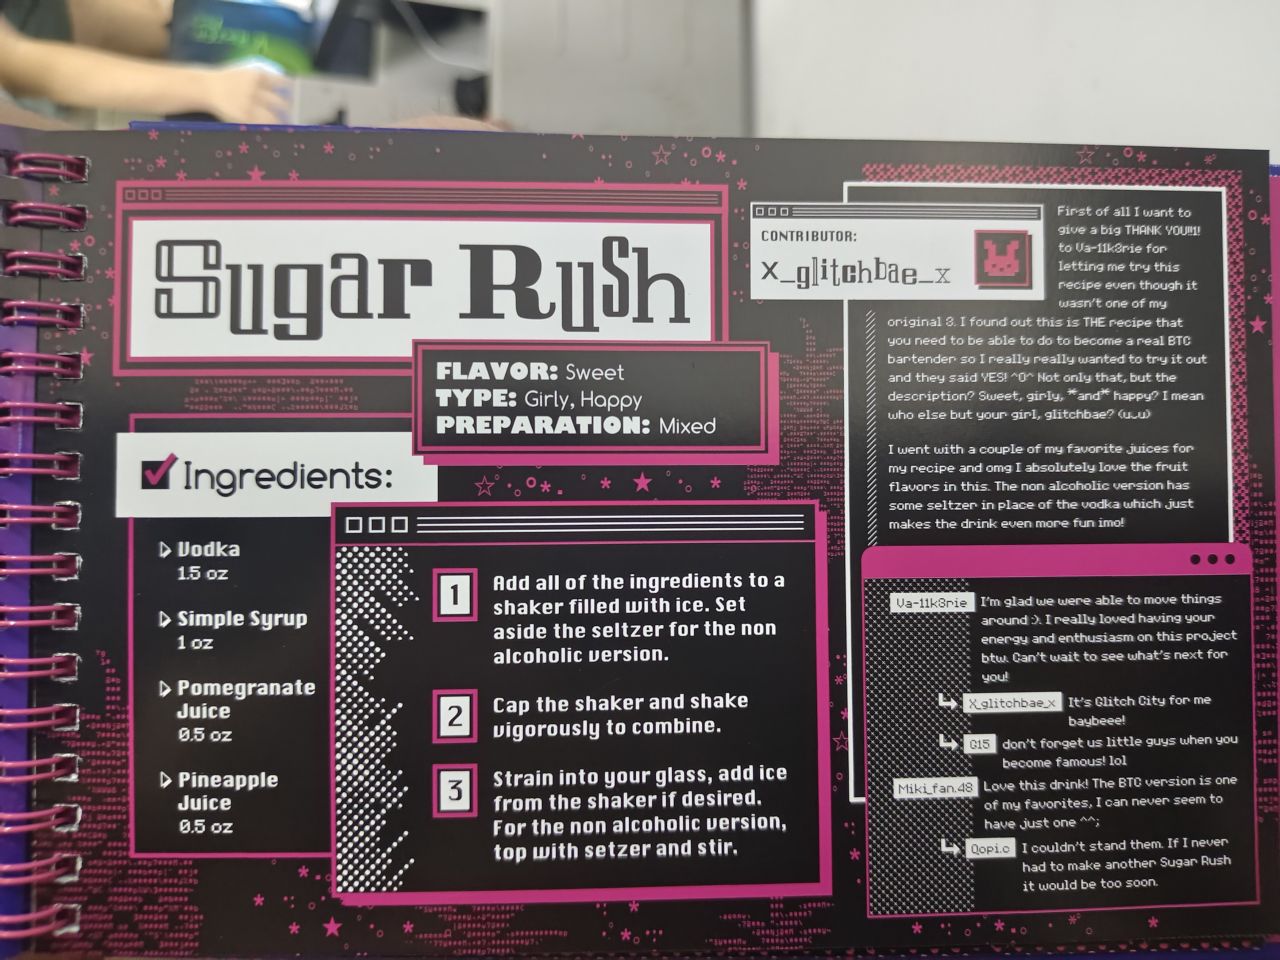 Sugar Rush
FLAVOR: Sweet
TYPE: Girly, Happy
PREPARATION: Mixed
Ingredients:
Vodka
1.5 oz
Simple Syrup
1 oz
Pomegranate
Juice
0.5 oz
Pineapple
Juice
0.5 oz
1
Add all of the ingredients to a
shaker filled with ice. Set
aside the seltzer for the non
alcoholic version.
2
Cap the shaker and shake
vigorously to combine.
3
Strain into your glass, add ice
from the shaker if desired.
For the non alcoholic version,
top with setzer and stir.
CONTRIBUTOR:
X_glitchbae_x
First of all I want to
give a big THANK YOU!!1!
to Va-11k3rie for
letting me try this
recipe even though it
wasn't one of my
original 3. I found out this is THE recipe that
you need to be able to do to become a real BTC
bartender so I really really wanted to try it out
and they said YES! ^0^ Not only that, but the
description? Sweet, girly, *and* happy? I mean
who else but your girl, glitchbae? (u.u)
I went with a couple of my favorite juices for
my recipe and omg I absolutely love the fruit
flavors in this. The non alcoholic version has
some seltzer in place of the vodka which just
makes the drink even more fun imo!
Va-11k3rie I'm glad we were able to move things
around :). I really loved having your
energy and enthusiasm on this project
btw. Can't wait to see what's next for
you!
X_glitchbae_x It's Glitch City for me
baybeee!
G15 don't forget us little guys when you
become famous! lol
Miki_fan.48 Love this drink! The BTC version is one
of my favorites, I can never seem to
have just one ^^;
Qopi.c I couldn't stand them. If I never
had to make another Sugar Rush
it would be too soon.